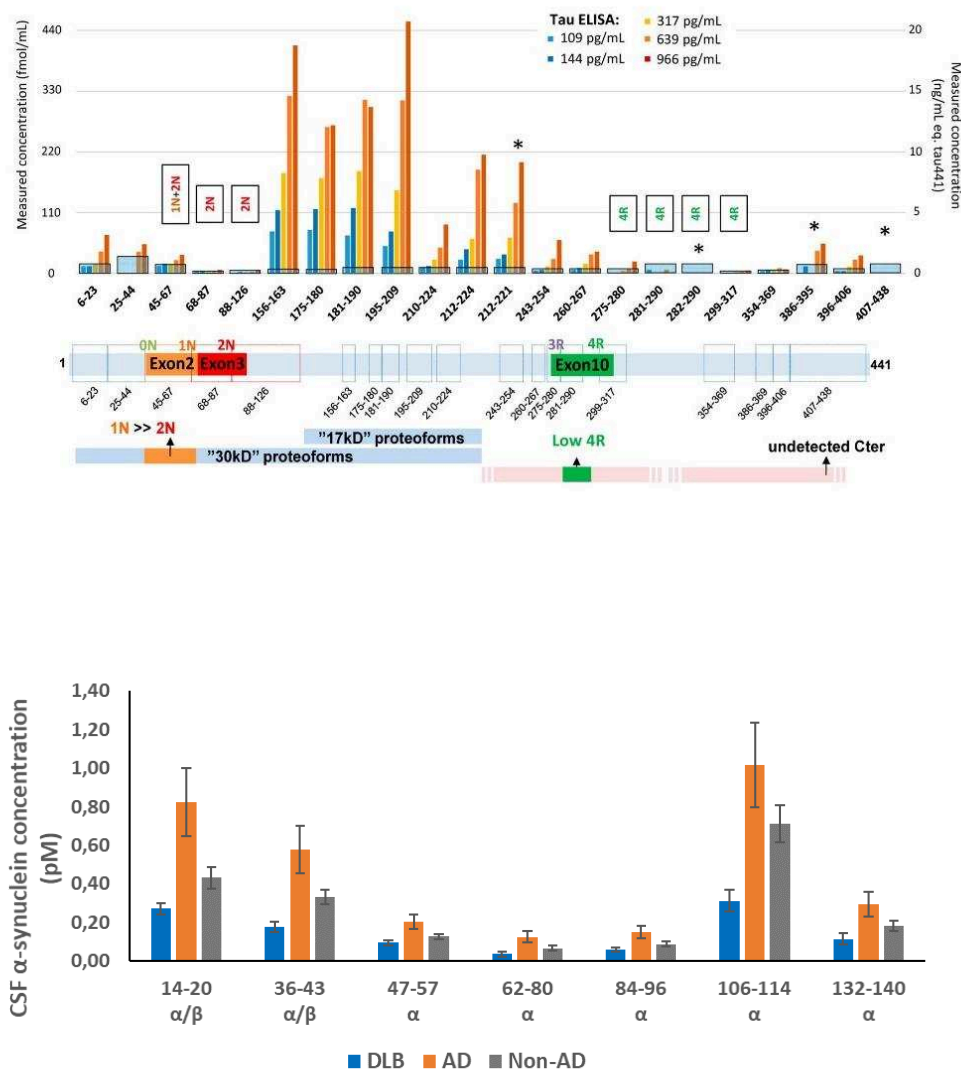 Tau ELISA:
109 pg/mL
144 pg/mL
317 pg/mL
639 pg/mL
966 pg/mL
Measured concentration (fmol/mL)
440
330
220
110
0
Measured concentration
(ng/mL eq. tau441)
20
15
10
5
0
1N+2N
2N
2N
*
4R
4R
4R
4R
*
*
*
6-23
25-44
45-67
68-87
88-126
156-163
175-180
181-190
195-209
210-224
212-224
212-221
243-254
260-267
275-280
281-290
282-290
299-317
354-369
386-395
396-406
407-438
0N
1N
2N
3R
4R
1
Exon2
Exon3
Exon10
441
6-23
25-44
45-67
68-87
88-126
156-163
175-180
181-190
195-209
210-224
243-254
260-267
275-280
281-290
299-317
354-369
386-369
396-406
407-438
1N >> 2N
"17kD" proteoforms
"30kD" proteoforms
Low 4R
undetected Cter
CSF α-synuclein concentration
(pM)
1,40
1,20
1,00
0,80
0,60
0,40
0,20
0,00
14-20 36-43 47-57 62-80 84-96 106-114 132-140
α/β α/β α α α α α
DLB AD Non-AD